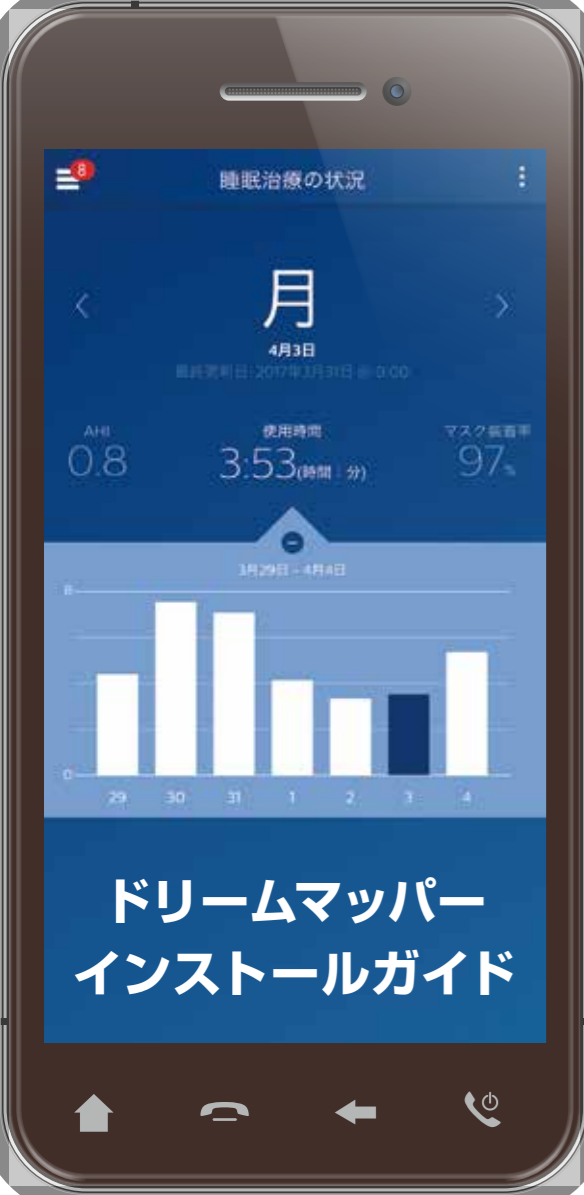 8
睡眠治療の状況
月
4月3日
最終更新日: 2017年3月31日 @ 0:00
AHI 使用時間 マスク装着率
0.8 3:53(時間:分) 97%
3月29日 - 4月4日
8
0
29 30 31 1 2 3 4
ドリームマッパー
インストールガイド